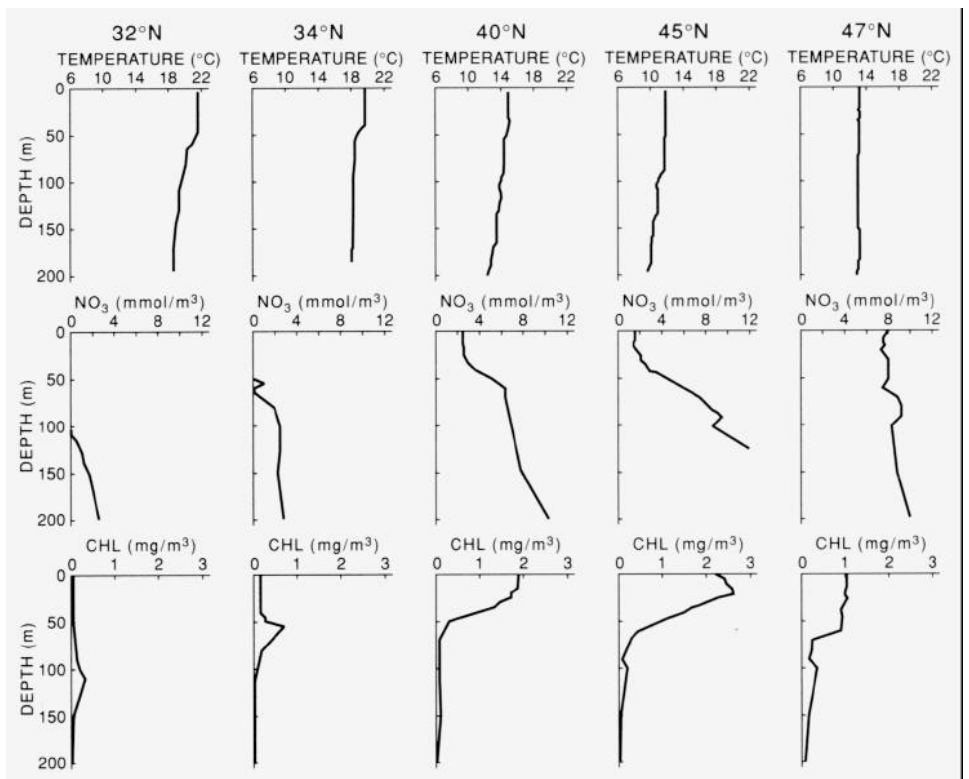 32°N 34°N 40°N 45°N 47°N
TEMPERATURE (°C) TEMPERATURE (°C) TEMPERATURE (°C) TEMPERATURE (°C) TEMPERATURE (°C)
6 10 14 18 22 6 10 14 18 22 6 10 14 18 22 6 10 14 18 22 6 10 14 18 22
0
50
100
150
200
DEPTH (m)
NO₃ (mmol/m³) NO₃ (mmol/m³) NO₃ (mmol/m³) NO₃ (mmol/m³) NO₃ (mmol/m³)
0 4 8 12 0 4 8 12 0 4 8 12 0 4 8 12 0 4 8 12
0
50
100
150
200
DEPTH (m)
CHL (mg/m³) CHL (mg/m³) CHL (mg/m³) CHL (mg/m³) CHL (mg/m³)
0 1 2 3 0 1 2 3 0 1 2 3 0 1 2 3 0 1 2 3
0
50
100
150
200
DEPTH (m)